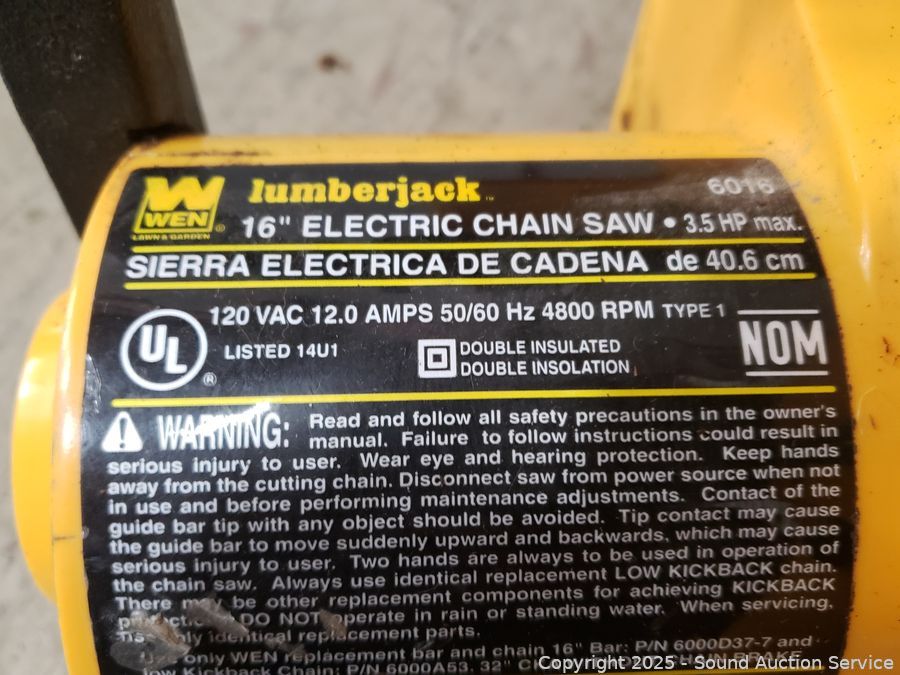 WEN
LAWN & GARDEN
®
lumberjack™
6016
16" ELECTRIC CHAIN SAW • 3.5 HP max.
SIERRA ELECTRICA DE CADENA de 40.6 cm
120 VAC 12.0 AMPS 50/60 Hz 4800 RPM TYPE 1
UL
®
LISTED 14U1
DOUBLE INSULATED
DOUBLE INSOLATION
NOM
WARNING: Read and follow all safety precautions in the owner's
manual. Failure to follow instructions could result in
serious injury to user. Wear eye and hearing protection. Keep hands
away from the cutting chain. Disconnect saw from power source when not
in use and before performing maintenance adjustments. Contact of the
guide bar tip with any object should be avoided. Tip contact may cause
the guide bar to move suddenly upward and backwards, which may cause
serious injury to user. Two hands are always to be used in operation of
the chain saw. Always use identical replacement LOW KICKBACK chain.
There may be other replacement components for achieving KICKBACK
DO NOT operate in rain or standing water. When servicing,
only identical replacement parts.
Use only WEN replacement bar and chain 16" Bar: P/N 6000D37-7 and
low Kickback Chain: P/N 6000A53. 32" CHAIN BRAKE
Copyright 2025 - Sound Auction Service